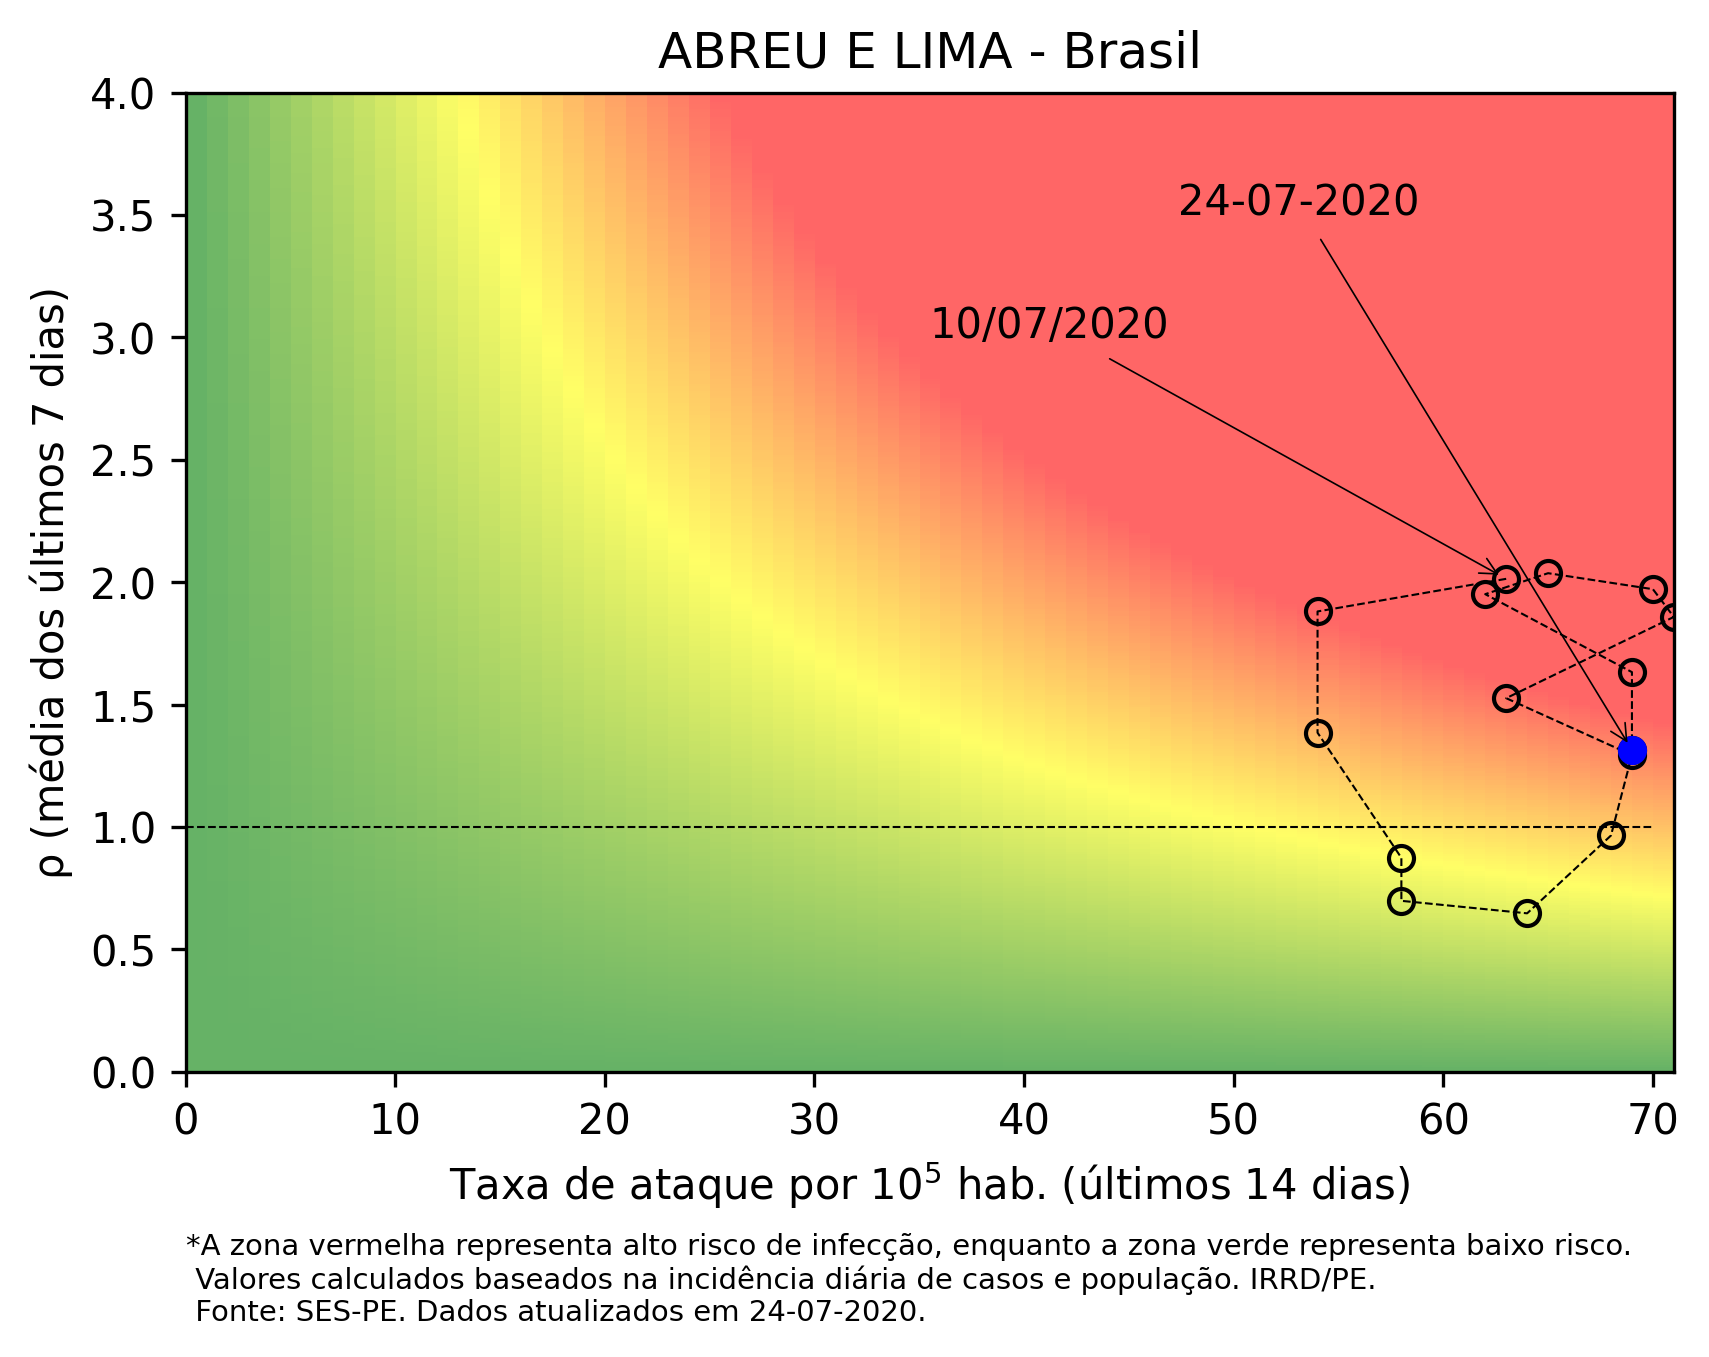 ABREU E LIMA - Brasil
4.0
3.5
3.0
2.5
2.0
1.5
1.0
0.5
0.0
ρ (média dos últimos 7 dias)
24-07-2020
10/07/2020
0 10 20 30 40 50 60 70
Taxa de ataque por 10⁵ hab. (últimos 14 dias)
*A zona vermelha representa alto risco de infecção, enquanto a zona verde representa baixo risco.
Valores calculados baseados na incidência diária de casos e população. IRRD/PE.
Fonte: SES-PE. Dados atualizados em 24-07-2020.